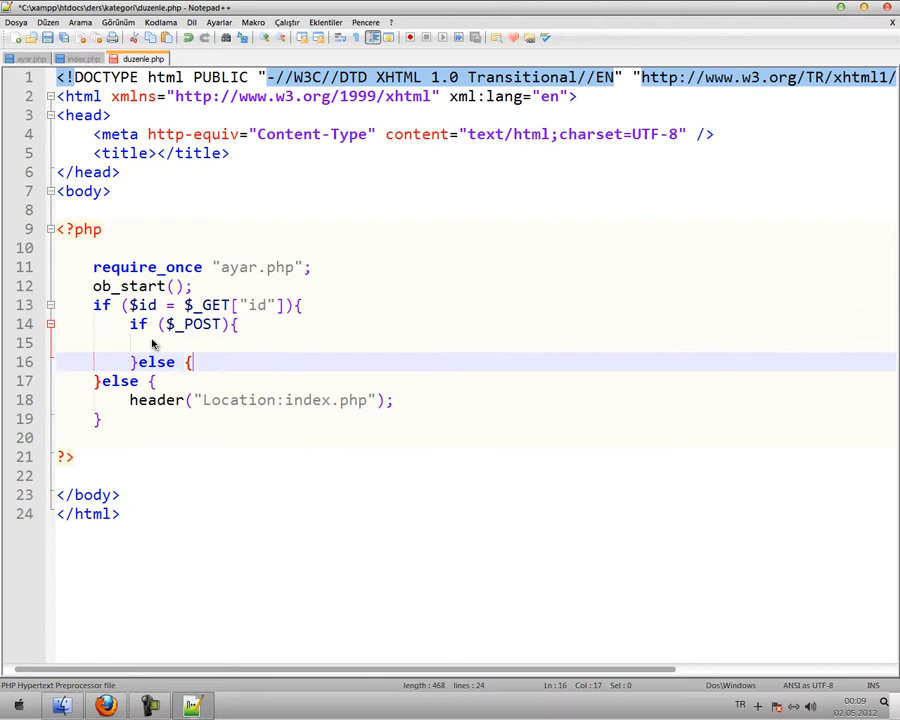 *C:\xampp\htdocs\ders\kategori\duzenle.php - Notepad++
Dosya Düzen Arama Görünüm Kodlama Dil Ayarlar Makro Çalıştır Eklentiler Pencere ? X
ayar.php index.php duzenle.php
1 <!DOCTYPE html PUBLIC "-//W3C//DTD XHTML 1.0 Transitional//EN" "http://www.w3.org/TR/xhtml1/
2 <html xmlns="http://www.w3.org/1999/xhtml" xml:lang="en">
3 <head>
4 <meta http-equiv="Content-Type" content="text/html;charset=UTF-8" />
5 <title></title>
6 </head>
7 <body>
8
9 <?php
10
11 require_once "ayar.php";
12 ob_start();
13 if ($id = $_GET["id"]){
14 if ($_POST){
15
16 }else {
17 }else {
18 header("Location:index.php");
19 }
20
21 ?>
22
23 </body>
24 </html>
PHP Hypertext Preprocessor file length : 468 lines : 24 Ln : 16 Col : 17 Sel : 0 Dos\Windows ANSI as UTF-8 INS
TR 00:09
02.05.2012